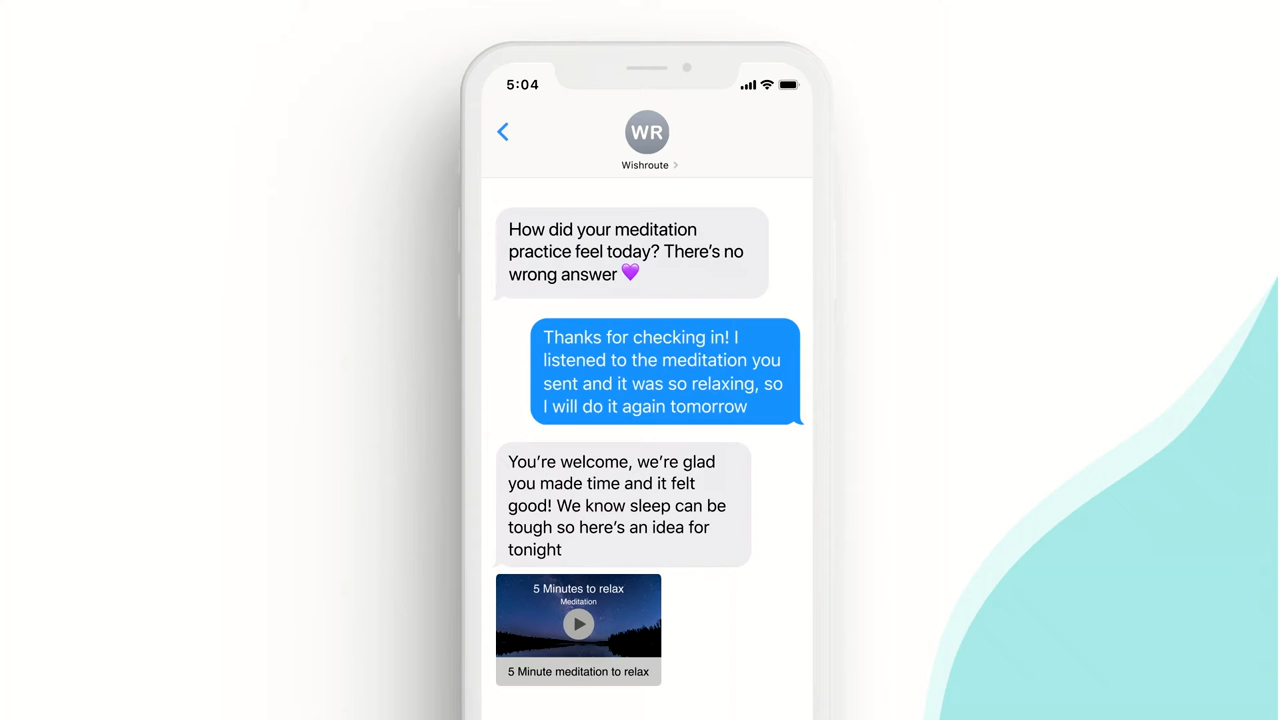 5:04
WR
Wishroute
How did your meditation
practice feel today? There's no
wrong answer 💜
Thanks for checking in! I
listened to the meditation you
sent and it was so relaxing, so
I will do it again tomorrow
You're welcome, we're glad
you made time and it felt
good! We know sleep can be
tough so here's an idea for
tonight
5 Minutes to relax
Meditation
5 Minute meditation to relax